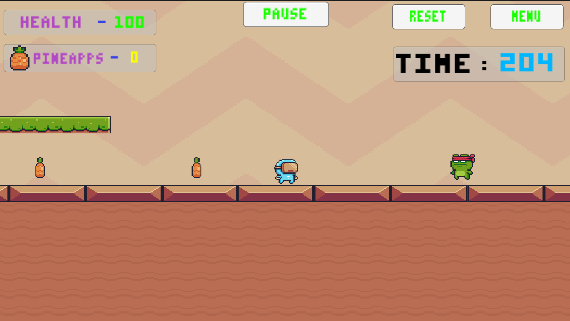 HEALTH - 100
PAUSE
RESET
MENU
PINEAPPS - 0
TIME : 204